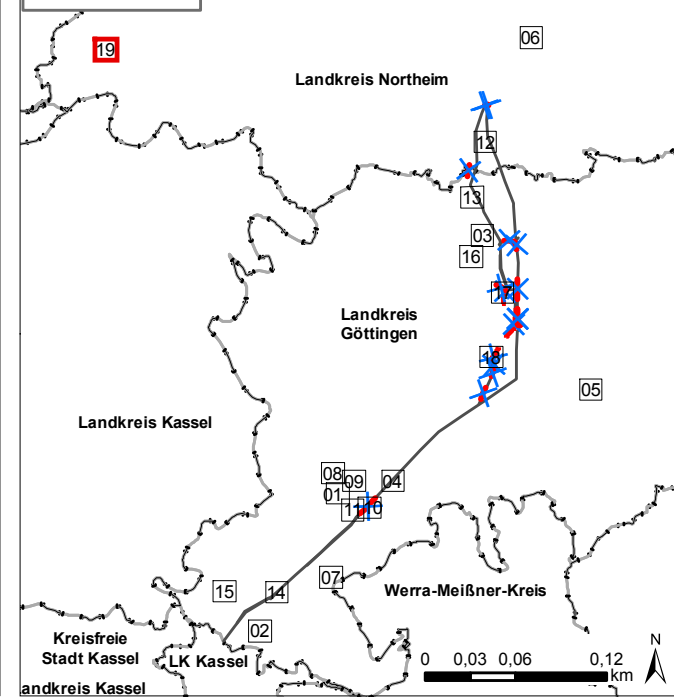 19
06
Landkreis Northeim
12
13
03
16
17
Landkreis
Göttingen
18
05
Landkreis Kassel
08
09
04
01
11
10
07
15
14
Werra-Meißner-Kreis
02
Kreisfreie
Stadt Kassel
LK Kassel
andkreis Kassel
N
0 0,03 0,06 0,12
km